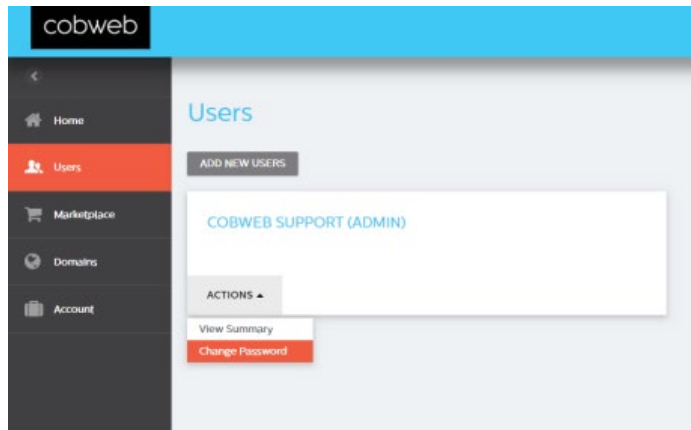 cobweb
Home
Users
Marketplace
Domains
Account
Users
ADD NEW USERS
COBWEB SUPPORT (ADMIN)
ACTIONS
View Summary
Change Password